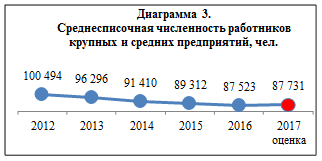 Диаграмма 3.
Среднесписочная численность работников
крупных и средних предприятий, чел.
100 494 96 296 91 410 89 312 87 523 87 731
2012 2013 2014 2015 2016 2017
оценка